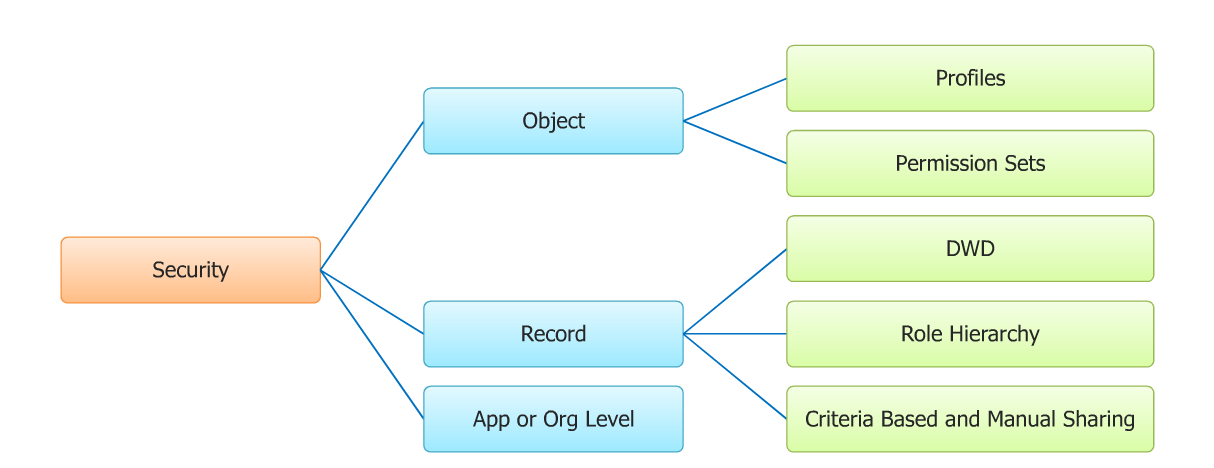 Security
Object
Profiles
Permission Sets
Record
DWD
Role Hierarchy
Criteria Based and Manual Sharing
App or Org Level